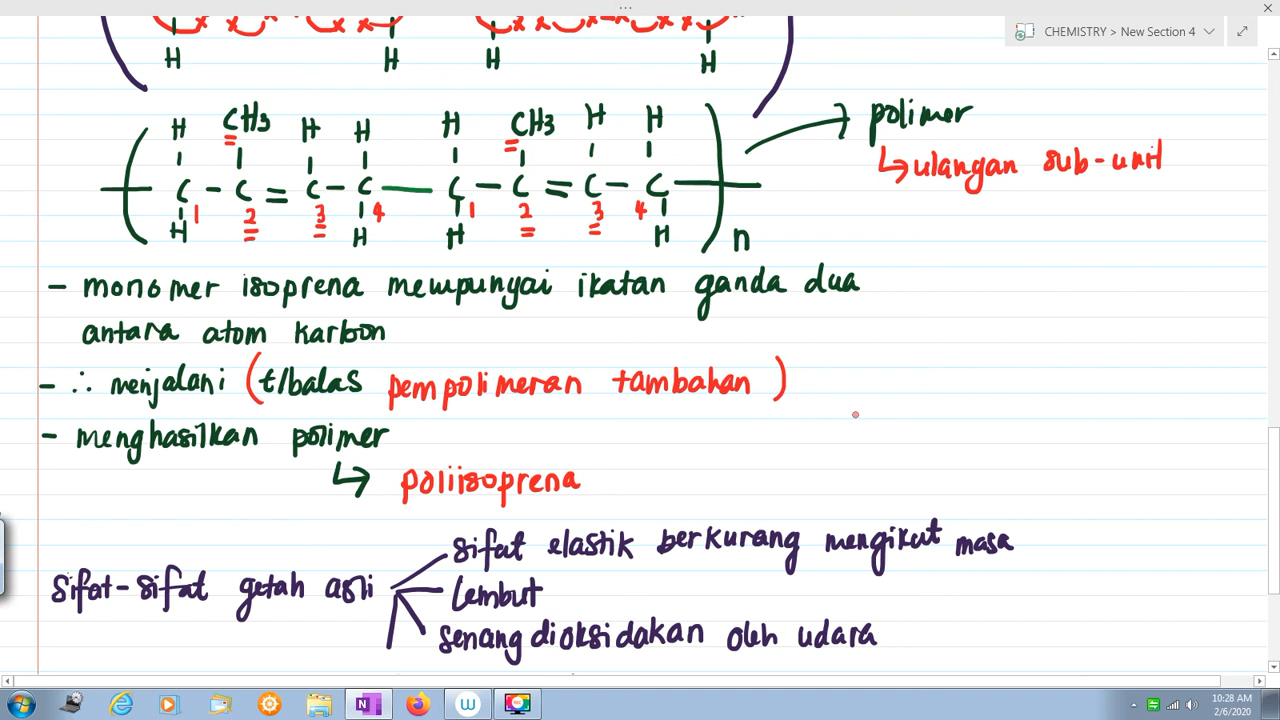 ...
CHEMISTRY > New Section 4
H H H H
H CH3 H H H CH3 H H
C - C = C - C - C - C = C - C
1 2 3 4 1 2 3 4
H H H H
n
polimer
↳ ulangan sub-unit
- monomer isoprena mempunyai ikatan ganda dua
antara atom karbon
- ∴ menjalani (t/balas pempolimeran tambahan)
- menghasilkan polimer
↳ poliisoprena
Sifat-sifat getah asli
sifat elastik berkurang mengikut masa
lembut
senang dioksidakan oleh udara
10:28 AM
2/6/2020